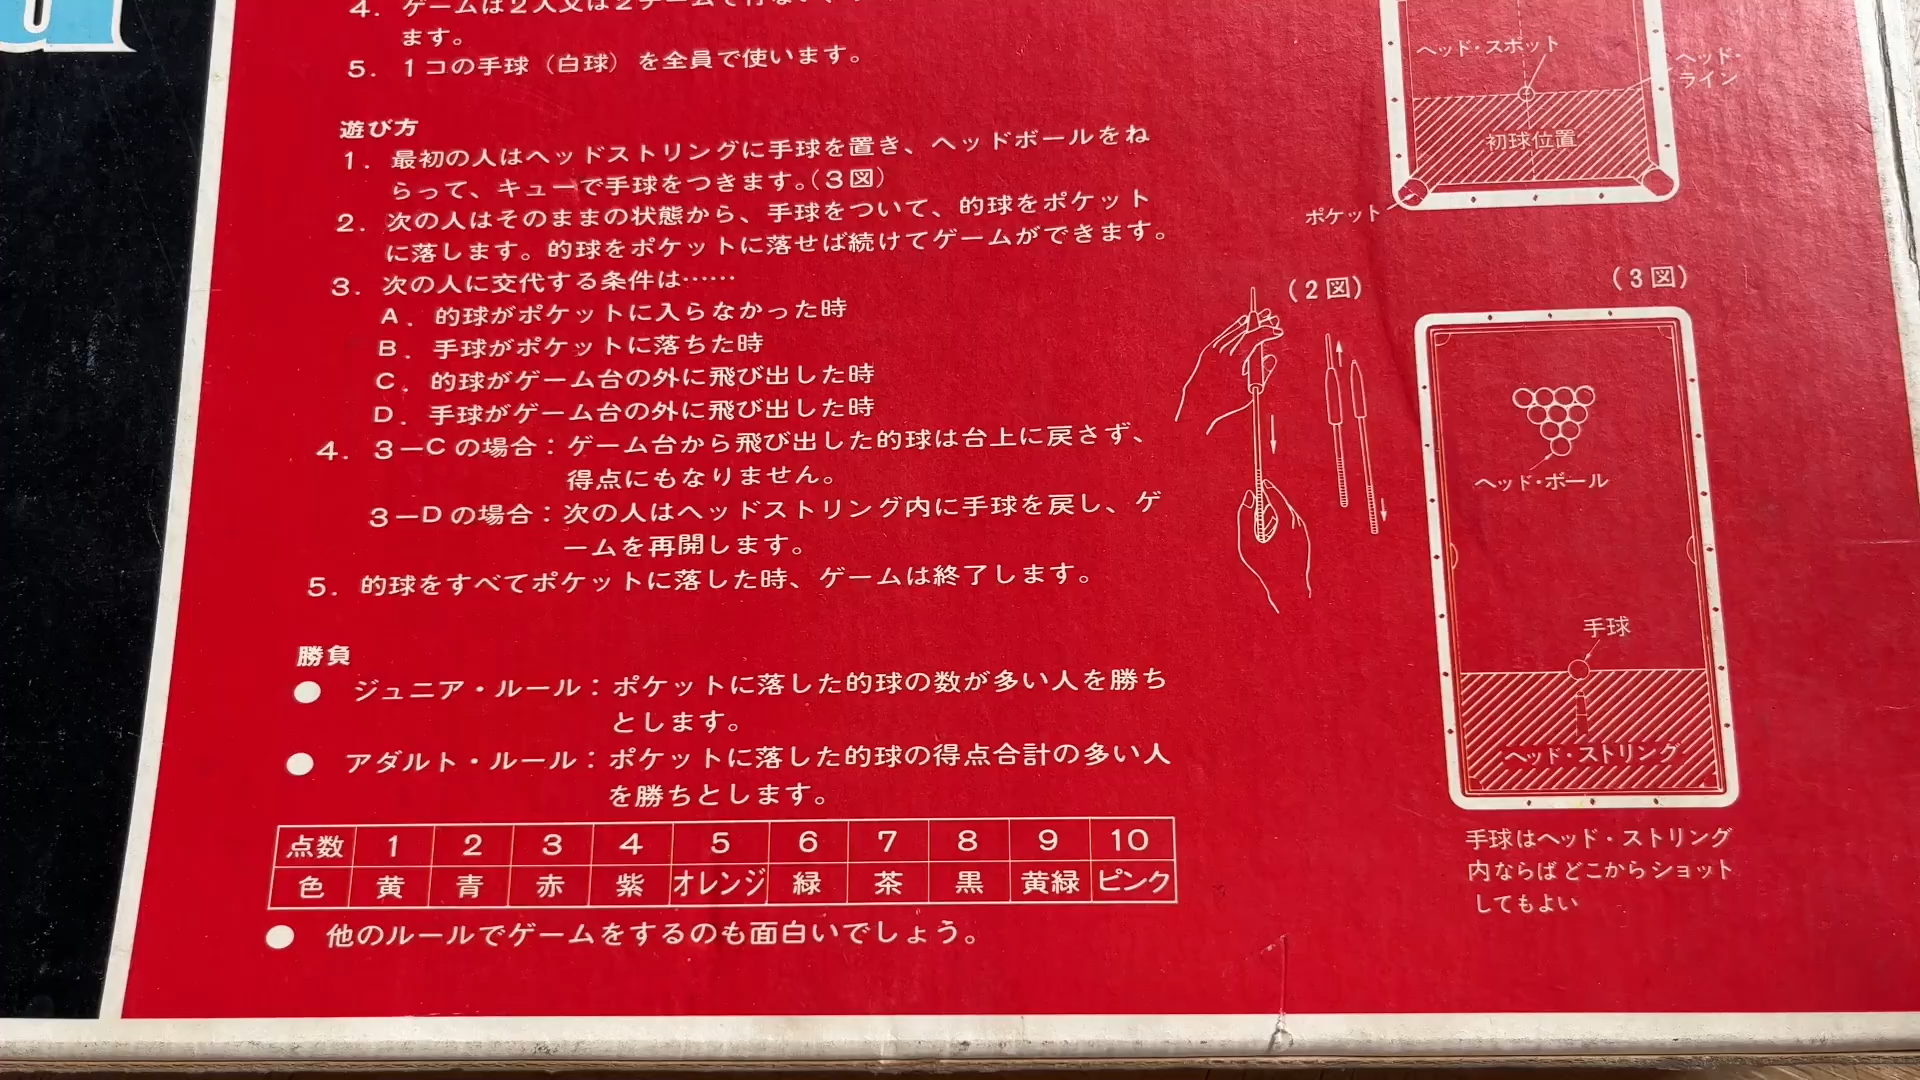 4. ゲームは2人又は2チームで行ない、
ます。
5. 1コの手球（白球）を全員で使います。
遊び方
1. 最初の人はヘッドストリングに手球を置き、ヘッドボールをね
らって、キューで手球をつきます。（3図）
2. 次の人はそのままの状態から、手球をついて、的球をポケット
に落します。的球をポケットに落せば続けてゲームができます。
3. 次の人に交代する条件は……
A. 的球がポケットに入らなかった時
B. 手球がポケットに落ちた時
C. 的球がゲーム台の外に飛び出した時
D. 手球がゲーム台の外に飛び出した時
4. 3－Cの場合：ゲーム台から飛び出した的球は台上に戻さず、
得点にもなりません。
3－Dの場合：次の人はヘッドストリング内に手球を戻し、ゲ
ームを再開します。
5. 的球をすべてポケットに落した時、ゲームは終了します。
勝負
● ジュニア・ルール：ポケットに落した的球の数が多い人を勝ち
とします。
● アダルト・ルール：ポケットに落した的球の得点合計の多い人
を勝ちとします。
点数 1 2 3 4 5 6 7 8 9 10
色 黄 青 赤 紫 オレンジ 緑 茶 黒 黄緑 ピンク
● 他のルールでゲームをするのも面白いでしょう。
ヘッド・スポット
ヘッド・
ライン
初球位置
ポケット
（2図）
（3図）
ヘッド・ボール
手球
ヘッド・ストリング
手球はヘッド・ストリング
内ならばどこからショット
してもよい